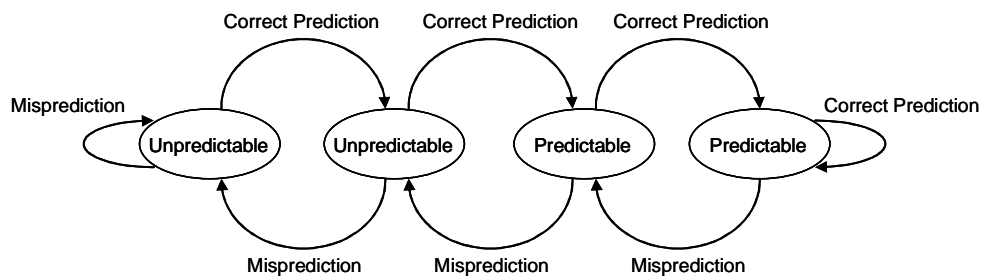 Correct Prediction
Correct Prediction
Correct Prediction
Misprediction
Correct Prediction
Unpredictable
Unpredictable
Predictable
Predictable
Misprediction
Misprediction
Misprediction